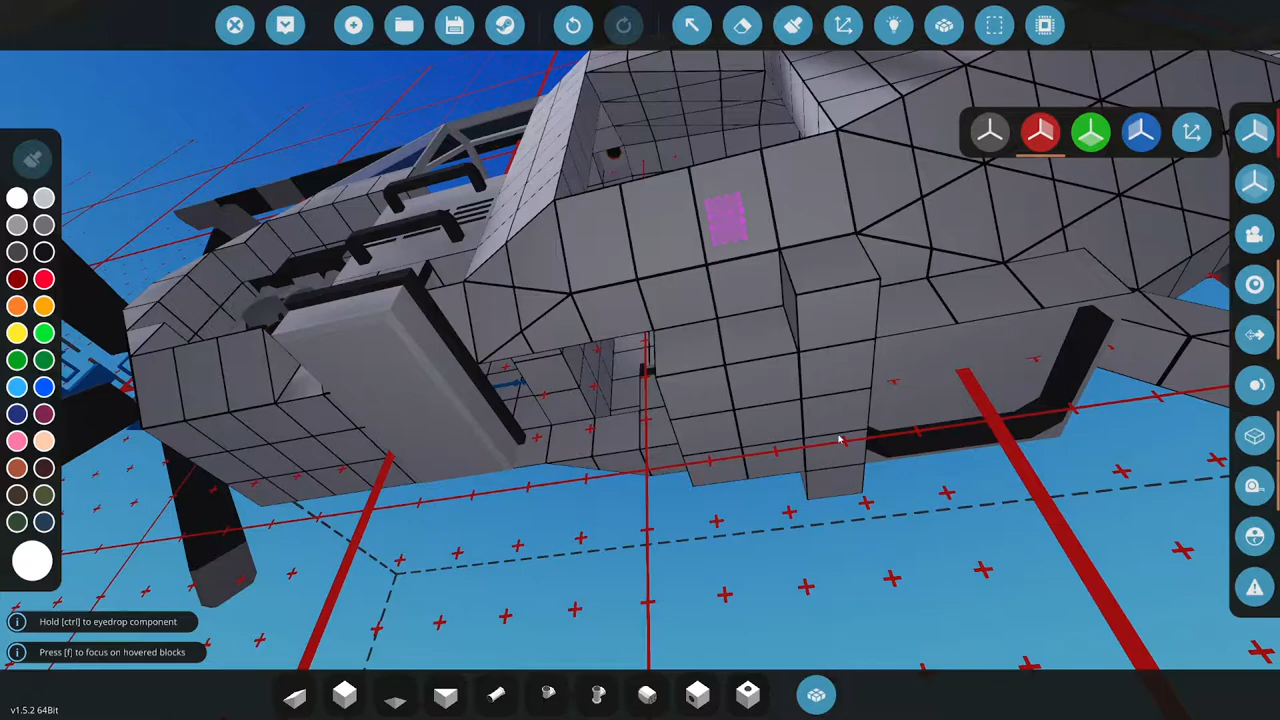 Hold [ctrl] to eyedrop component
Press [f] to focus on hovered blocks
v1.5.2 64Bit